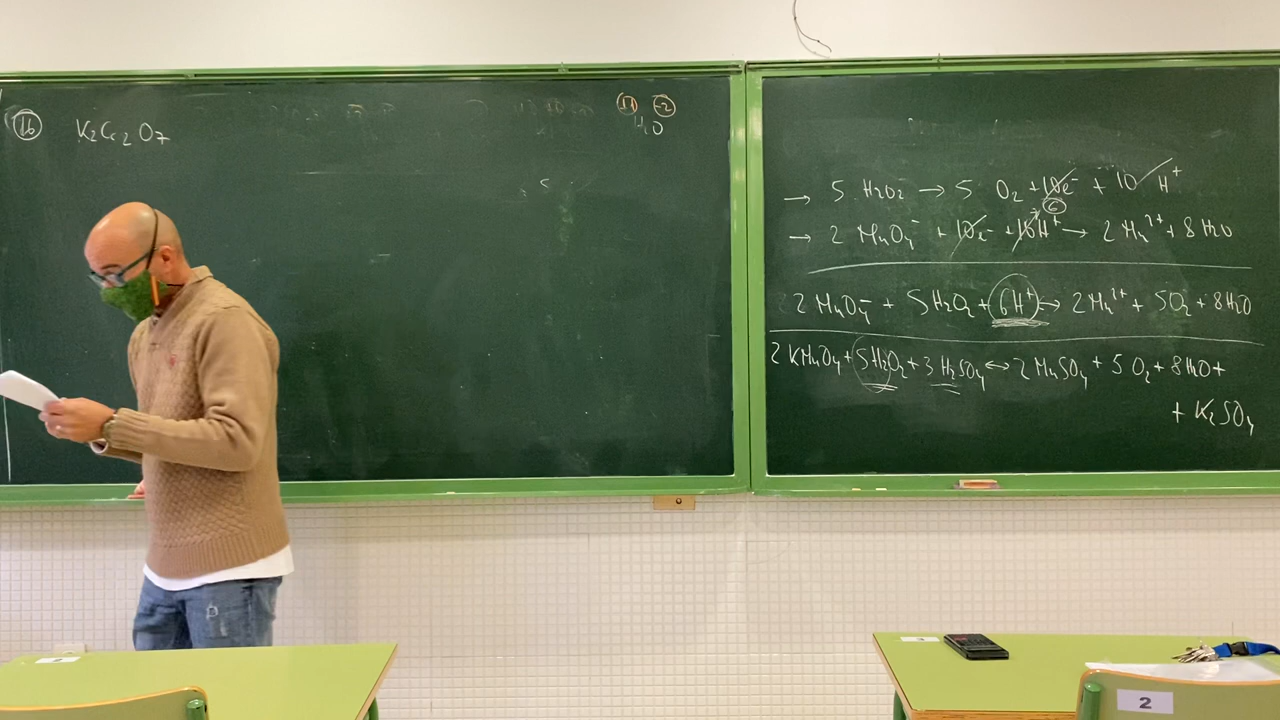 16 K₂Cr₂O₇
+1 -2
H₂O
→ 5 H₂O₂ → 5 O₂ + 10e⁻ + 10 H⁺
6
→ 2 MnO₄⁻ + 10e⁻ + 16H⁺ → 2 Mn²⁺ + 8 H₂O
2 MnO₄⁻ + 5H₂O₂ + 6H⁺ → 2 Mn²⁺ + 5O₂ + 8H₂O
2 KMnO₄ + 5H₂O₂ + 3 H₂SO₄ ↔ 2 MnSO₄ + 5 O₂ + 8H₂O +
+ K₂SO₄
2